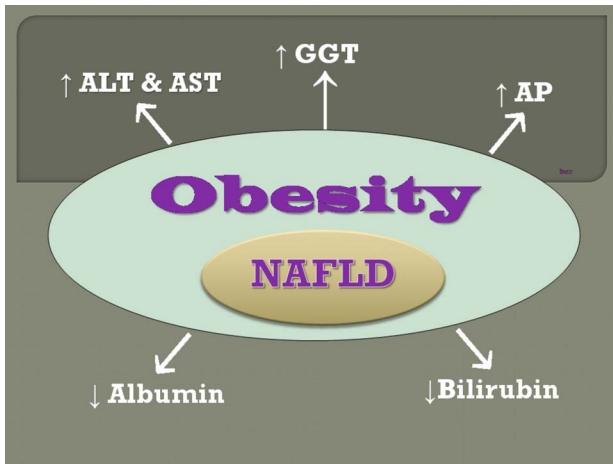 ↑ GGT
↑ ALT & AST
↑ AP
Obesity
NAFLD
↓ Albumin
↓Bilirubin